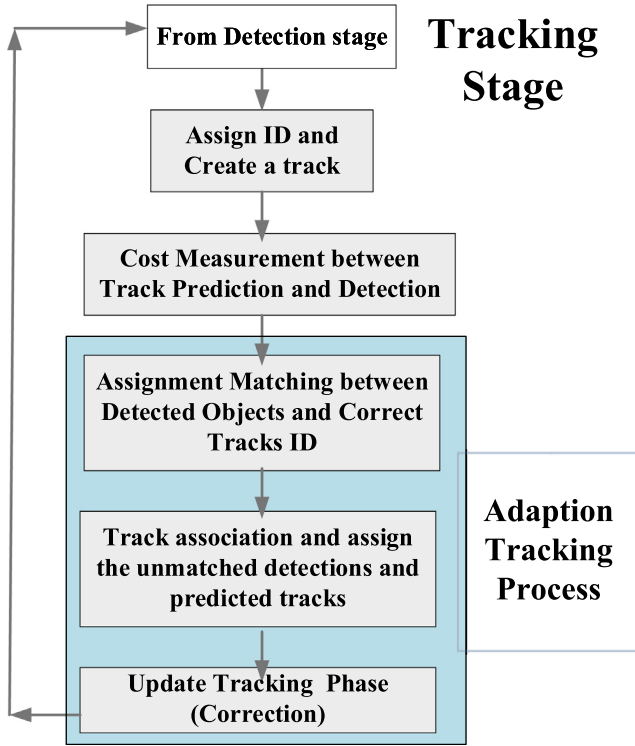 From Detection stage
Tracking
Stage
Assign ID and
Create a track
Cost Measurement between
Track Prediction and Detection
Assignment Matching between
Detected Objects and Correct
Tracks ID
Track association and assign
the unmatched detections and
predicted tracks
Update Tracking Phase
(Correction)
Adaption
Tracking
Process